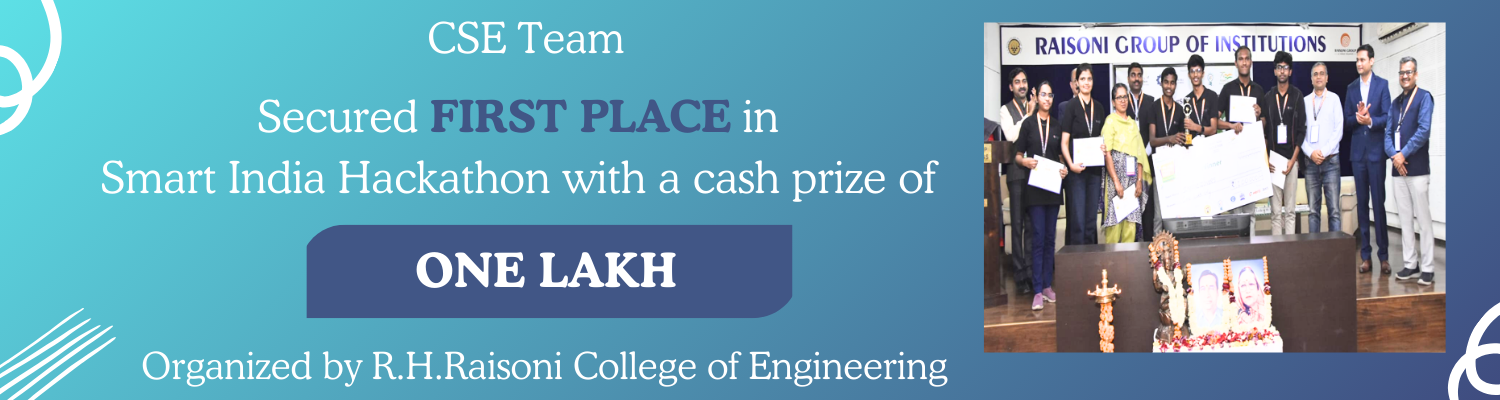 CSE Team
Secured FIRST PLACE in
Smart India Hackathon with a cash prize of
ONE LAKH
Organized by R.H.Raisoni College of Engineering
RAISONI GROUP OF INSTITUTIONS